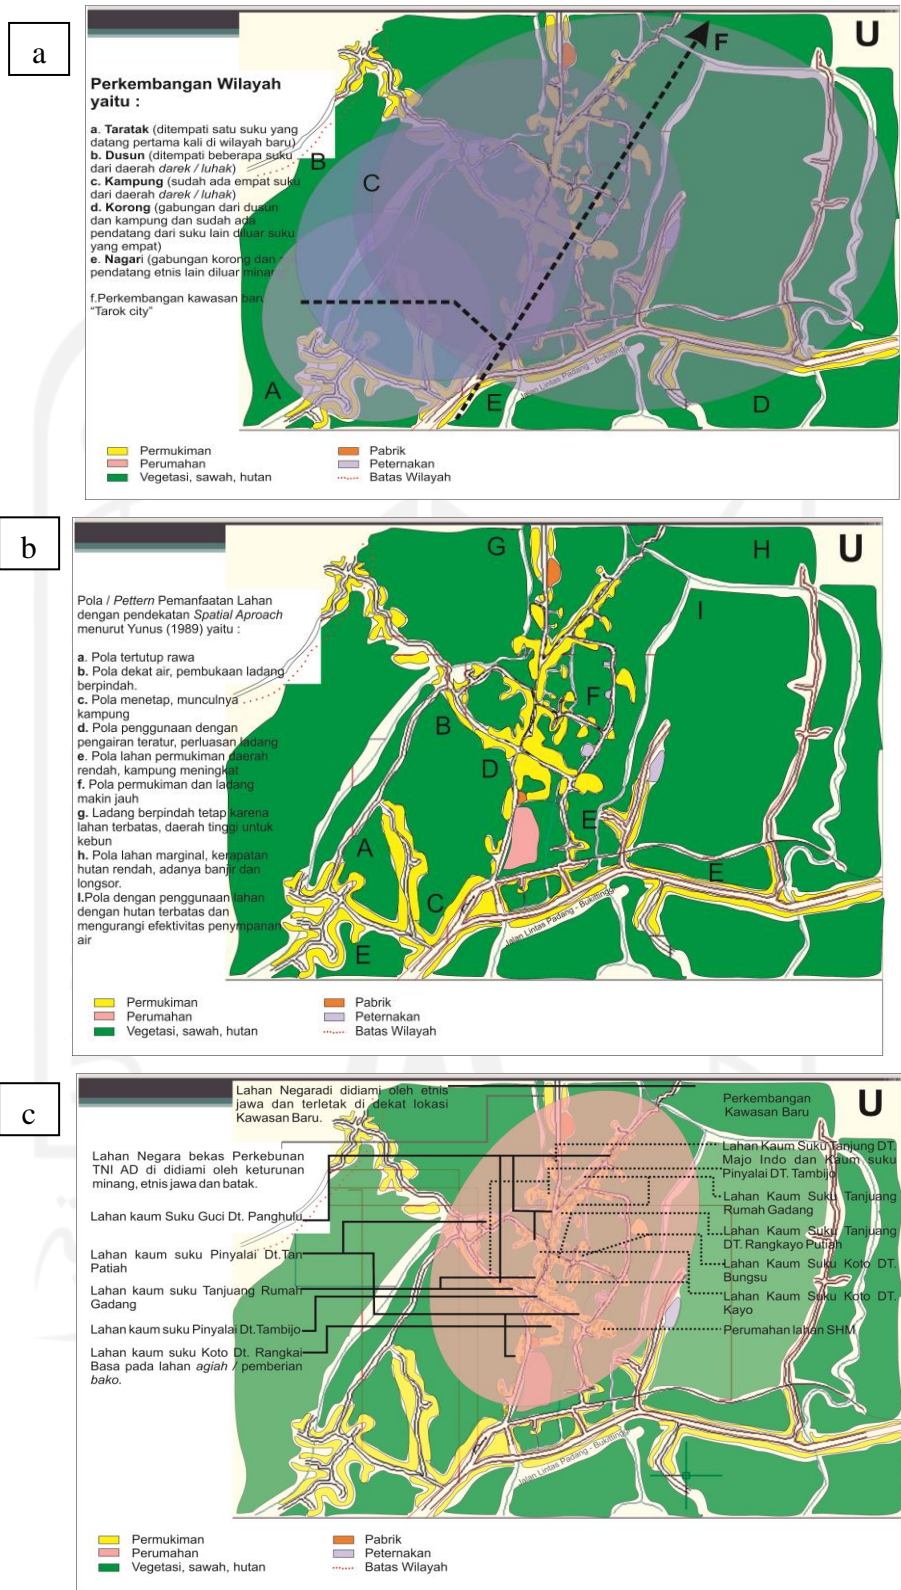 a
U
F
Perkembangan Wilayah
yaitu :
a. Taratak (ditempati satu suku yang
datang pertama kali di wilayah baru)
b. Dusun (ditempati beberapa suku
dari daerah darek / luhak)
c. Kampung (sudah ada empat suku
dari daerah darek / luhak)
d. Korong (gabungan dari dusun
dan kampung dan sudah ada
pendatang dari suku lain diluar suku
yang empat)
e. Nagari (gabungan korong dan
pendatang etnis lain diluar
f.Perkembangan kawasan baru
“Tarok city”
B
C
A
E
D
Jalan Lintas Padang - Bukittinggi
Permukiman
Perumahan
Vegetasi, sawah, hutan
Pabrik
Peternakan
Batas Wilayah
b
U
Pola / Pettern Pemanfaatan Lahan
dengan pendekatan Spatial Aproach
menurut Yunus (1989) yaitu :
a. Pola tertutup rawa
b. Pola dekat air, pembukaan ladang
berpindah.
c. Pola menetap, munculnya
kampung
d. Pola penggunaan dengan
pengairan teratur, perluasan ladang
e. Pola lahan permukiman daerah
rendah, kampung meningkat
f. Pola permukiman dan ladang
makin jauh
g. Ladang berpindah tetap karena
lahan terbatas, daerah tinggi untuk
kebun
h. Pola lahan marginal, kerapatan
hutan rendah, adanya banjir dan
longsor.
I.Pola dengan penggunaan lahan
dengan hutan terbatas dan
mengurangi efektivitas penympanan
air
G
H
I
F
B
D
A
E
E
C
E
Jalan Lintas Padang - Bukittinggi
Permukiman
Perumahan
Vegetasi, sawah, hutan
Pabrik
Peternakan
Batas Wilayah
c
U
Lahan Negaradi didiami oleh etnis
jawa dan terletak di dekat lokasi
Kawasan Baru.
Lahan Negara bekas Perkebunan
TNI AD di didiami oleh keturunan
minang, etnis jawa dan batak.
Lahan kaum Suku Guci Dt. Panghulu
Lahan kaum suku Pinyalai Dt.Tan
Patiah
Lahan kaum suku Tanjuang Rumah
Gadang
Lahan kaum suku Pinyalai Dt.Tambijo
Lahan kaum suku Koto Dt. Rangkai
Basa pada lahan agiah / pemberian
bako.
Perkembangan
Kawasan Baru
Lahan Kaum Suku Tanjung DT.
Majo Indo dan Kaum suku
Pinyalai DT. Tambijo
Lahan Kaum Suku Tanjuang
Rumah Gadang
Lahan Kaum Suku Tanjuang
DT. Rangkayo Putiah
Lahan Kaum Suku Koto DT.
Bungsu
Lahan Kaum Suku Koto DT.
Kayo
Perumahan lahan SHM
Jalan Lintas Padang - Bukittinggi
Permukiman
Perumahan
Vegetasi, sawah, hutan
Pabrik
Peternakan
Batas Wilayah